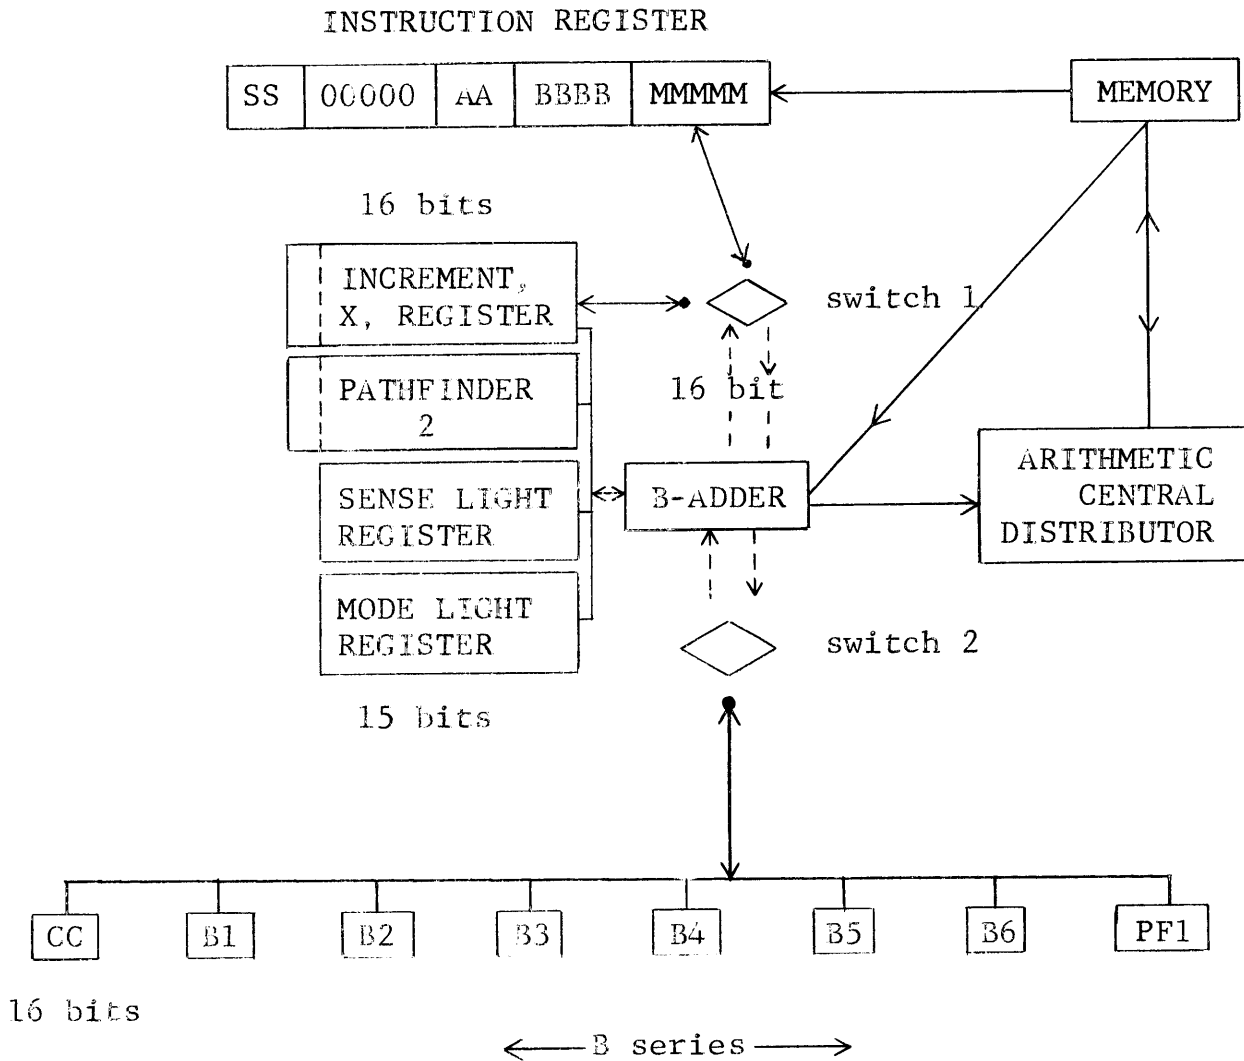 INSTRUCTION REGISTER
SS OOOOO AA BBBB MMMMM
MEMORY
16 bits
INCREMENT,
X, REGISTER
switch 1
PATHFINDER
2
16 bit
SENSE LIGHT
REGISTER
B-ADDER
ARITHMETIC
CENTRAL
DISTRIBUTOR
MODE LIGHT
REGISTER
switch 2
15 bits
CC B1 B2 B3 B4 B5 B6 PF1
16 bits
B series